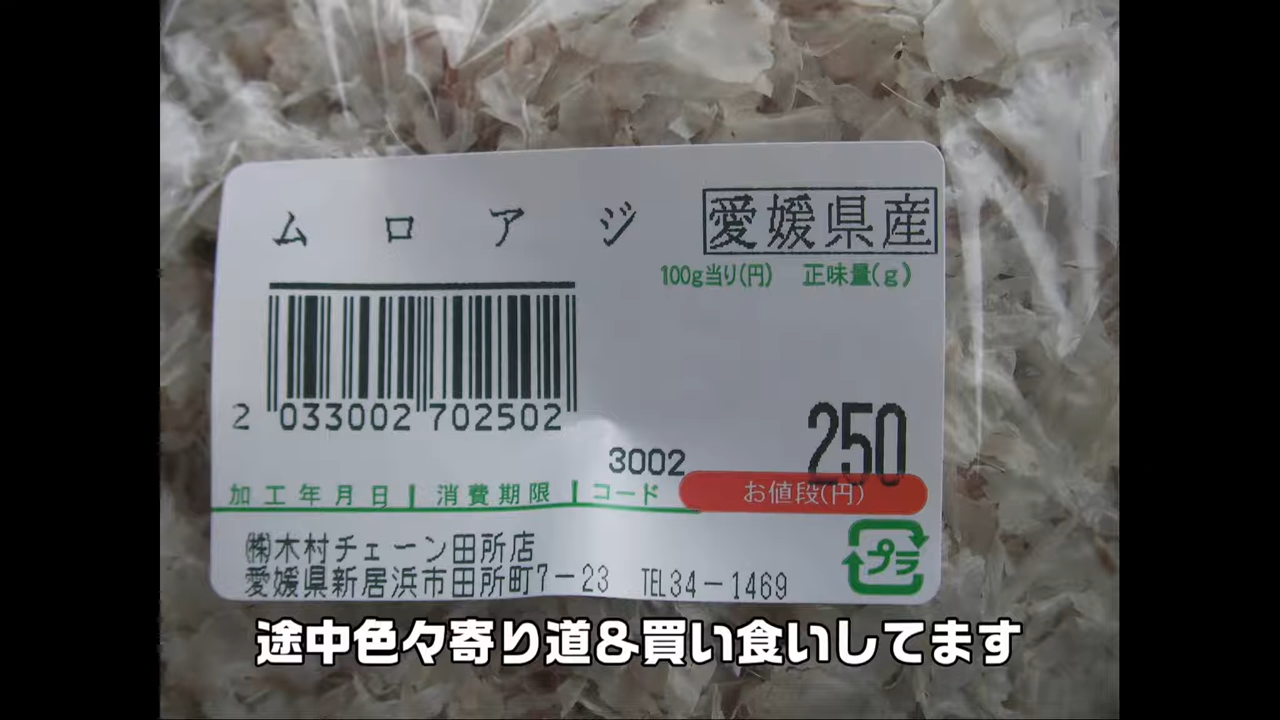 ムロアジ 愛媛県産
100g当り(円) 正味量(g)
2 033002 702502
250
3002
お値段(円)
加工年月日 消費期限 コード
㈱木村チェーン田所店
愛媛県新居浜市田所町7-23 TEL34-1469
プラ
途中色々寄り道&買い食いしてます